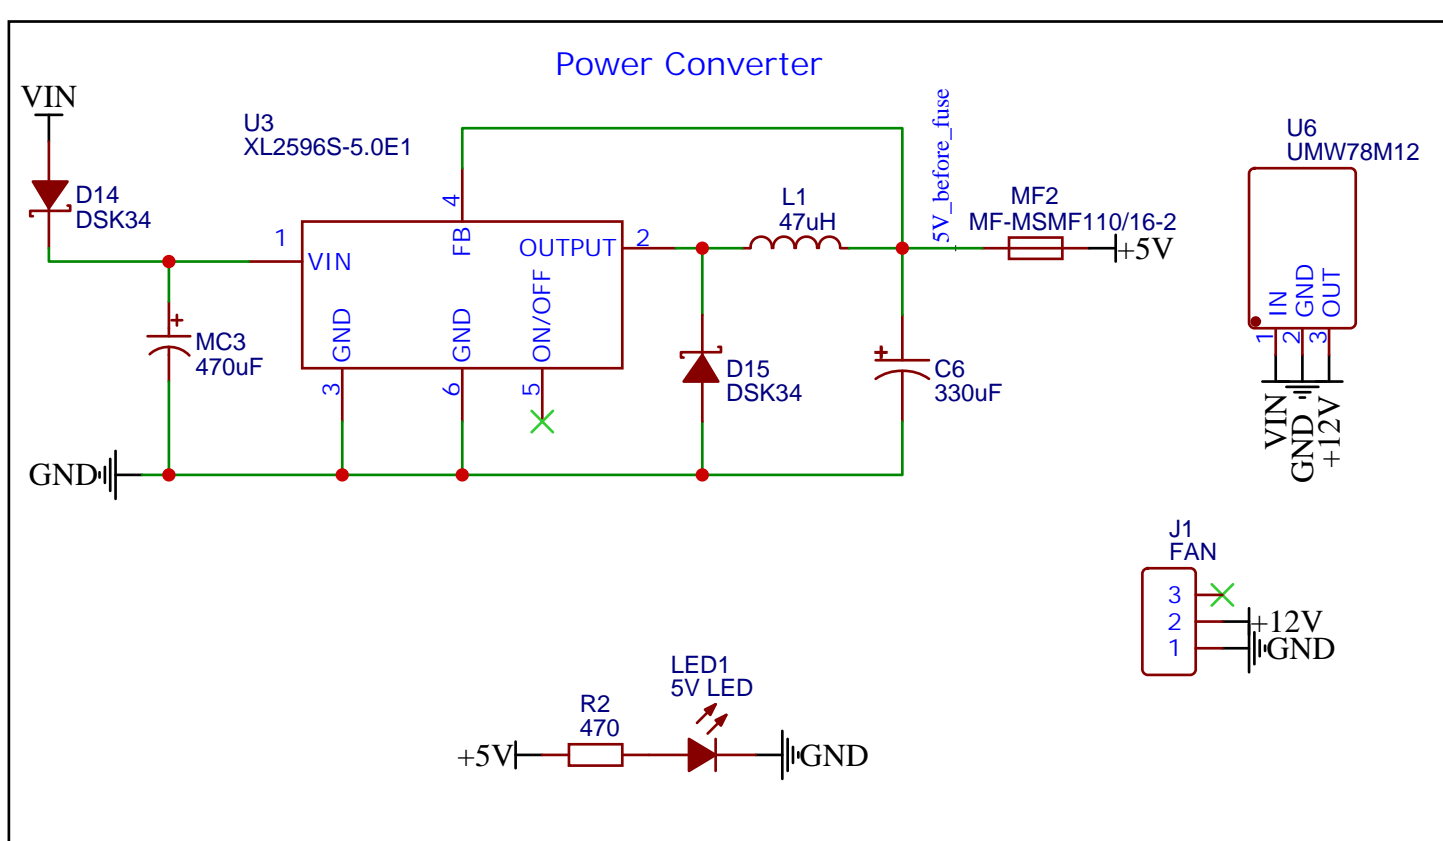 Power Converter
VIN
D14
DSK34
U3
XL2596S-5.0E1
1
VIN
4
FB
OUTPUT
2
GND
3
GND
6
ON/OFF
5
MC3
470uF
GND
D15
DSK34
L1
47uH
5V_before_fuse
C6
330uF
MF2
MF-MSMF110/16-2
+5V
U6
UMW78M12
IN
GND
OUT
1
2
3
VIN
GND
+12V
J1
FAN
3
2
+12V
1
GND
LED1
5V LED
R2
470
+5V
GND